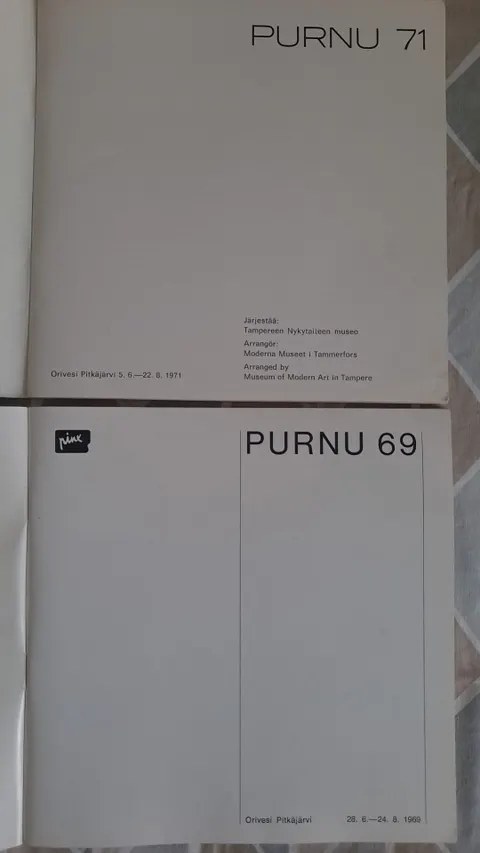 PURNU 71
Järjestää:
Tampereen Nykytaiteen museo
Arrangör:
Moderna Museet i Tammerfors
Arranged by
Museum of Modern Art in Tampere
Orivesi Pitkäjärvi 5. 6.—22. 8. 1971
pinx
PURNU 69
Orivesi Pitkäjärvi 28. 6.—24. 8. 1969